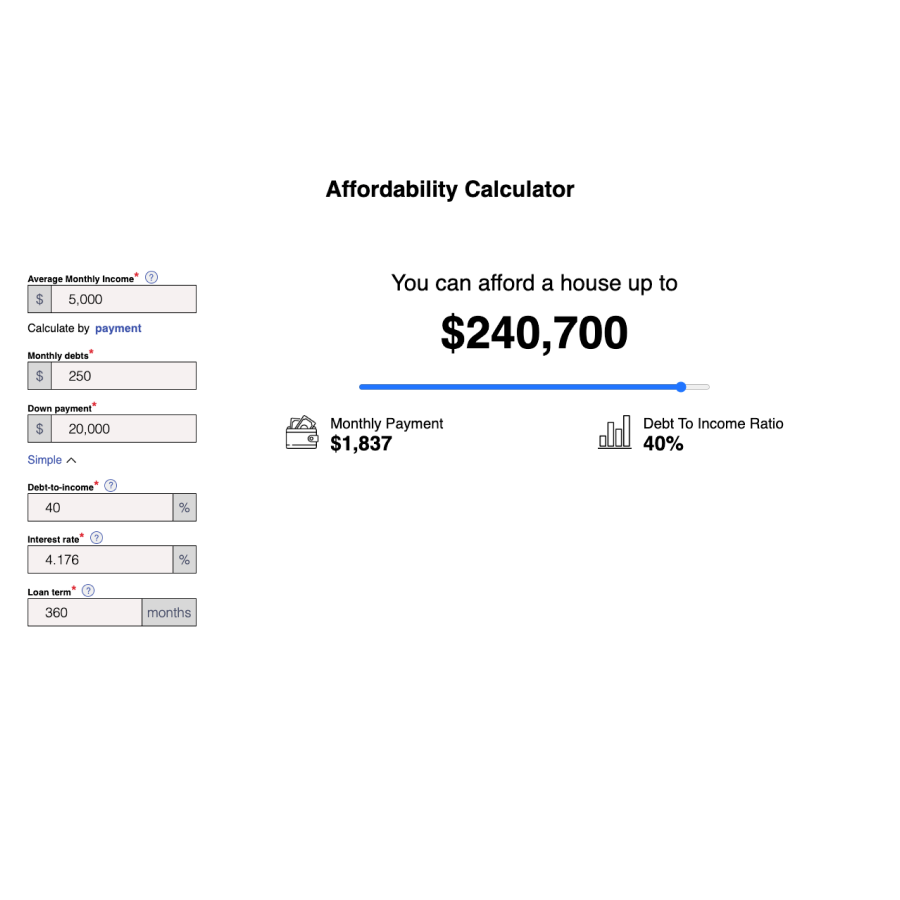 Affordability Calculator
Average Monthly Income* ?
$ 5,000
Calculate by payment
Monthly debts*
$ 250
Down payment*
$ 20,000
Simple
Debt-to-income* ?
40 %
Interest rate* ?
4.176 %
Loan term* ?
360 months
You can afford a house up to
$240,700
Monthly Payment
$1,837
Debt To Income Ratio
40%